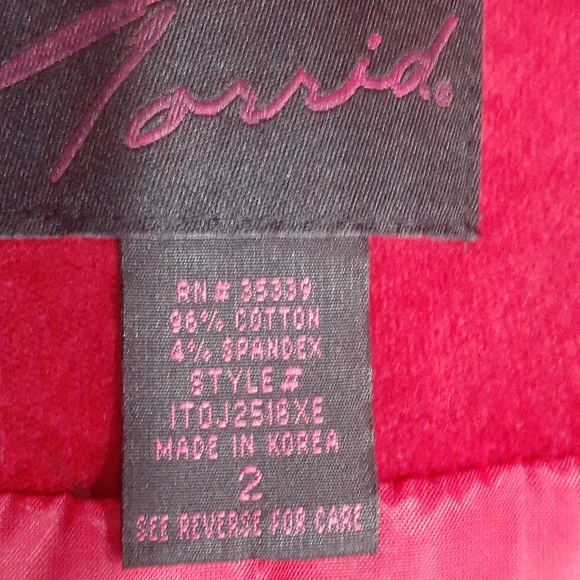 Torrid®
RN# 35339
96% COTTON
4% SPANDEX
STYLE#
ITOJ2518XE
MADE IN KOREA
2
SEE REVERSE FOR CARE